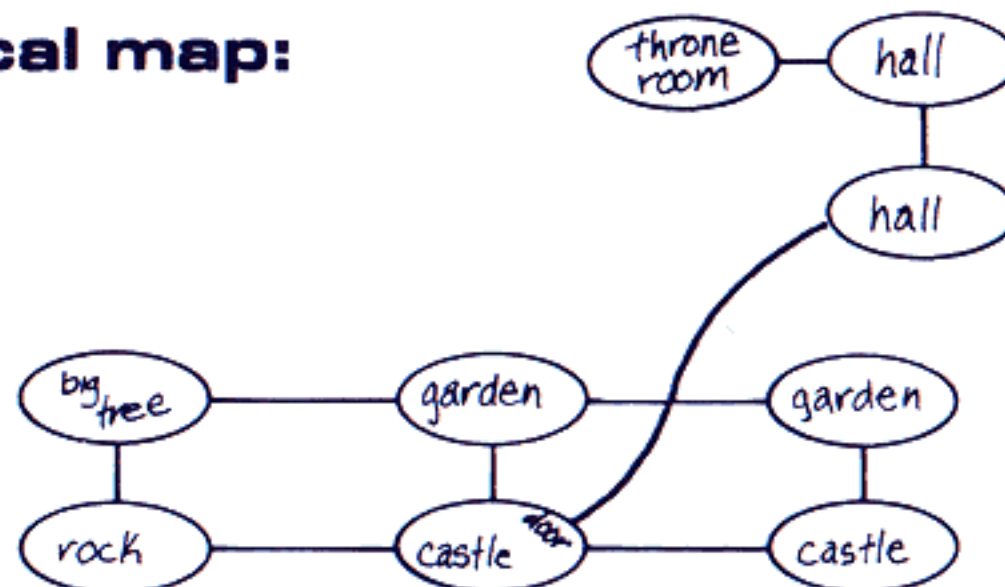 cal map:
throne
room
hall
hall
big
tree
garden
garden
rock
castle
door
castle